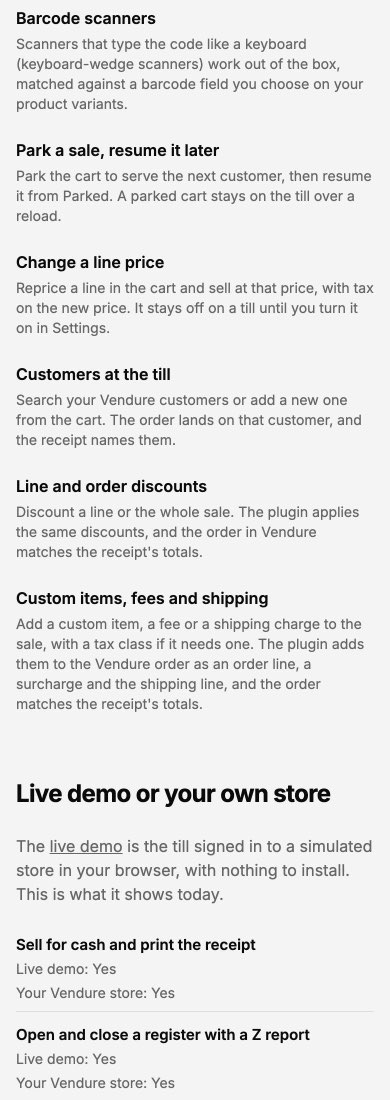 Barcode scanners
Scanners that type the code like a keyboard
(keyboard-wedge scanners) work out of the box,
matched against a barcode field you choose on your
product variants.
Park a sale, resume it later
Park the cart to serve the next customer, then resume
it from Parked. A parked cart stays on the till over a
reload.
Change a line price
Reprice a line in the cart and sell at that price, with tax
on the new price. It stays off on a till until you turn it
on in Settings.
Customers at the till
Search your Vendure customers or add a new one
from the cart. The order lands on that customer, and
the receipt names them.
Line and order discounts
Discount a line or the whole sale. The plugin applies
the same discounts, and the order in Vendure
matches the receipt's totals.
Custom items, fees and shipping
Add a custom item, a fee or a shipping charge to the
sale, with a tax class if it needs one. The plugin adds
them to the Vendure order as an order line, a
surcharge and the shipping line, and the order
matches the receipt's totals.
Live demo or your own store
The live demo is the till signed in to a simulated
store in your browser, with nothing to install.
This is what it shows today.
Sell for cash and print the receipt
Live demo: Yes
Your Vendure store: Yes
Open and close a register with a Z report
Live demo: Yes
Your Vendure store: Yes